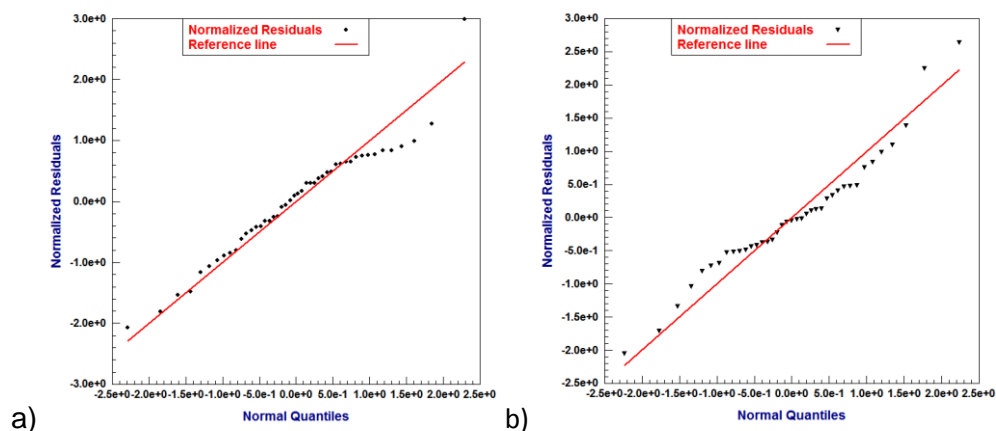 Normalized Residuals
Reference line
3.0e+0
2.0e+0
1.0e+0
0.0e+0
-1.0e+0
-2.0e+0
-3.0e+0
Normalized Residuals
-2.5e+0 -2.0e+0 -1.5e+0 -1.0e+0 -5.0e-1 0.0e+0 5.0e-1 1.0e+0 1.5e+0 2.0e+0 2.5e+0
Normal Quantiles
a)
Normalized Residuals
Reference line
3.0e+0
2.5e+0
2.0e+0
1.5e+0
1.0e+0
5.0e-1
0.0e+0
-5.0e-1
-1.0e+0
-1.5e+0
-2.0e+0
-2.5e+0
Normalized Residuals
-2.5e+0 -2.0e+0 -1.5e+0 -1.0e+0 -5.0e-1 0.0e+0 5.0e-1 1.0e+0 1.5e+0 2.0e+0 2.5e+0
Normal Quantiles
b)